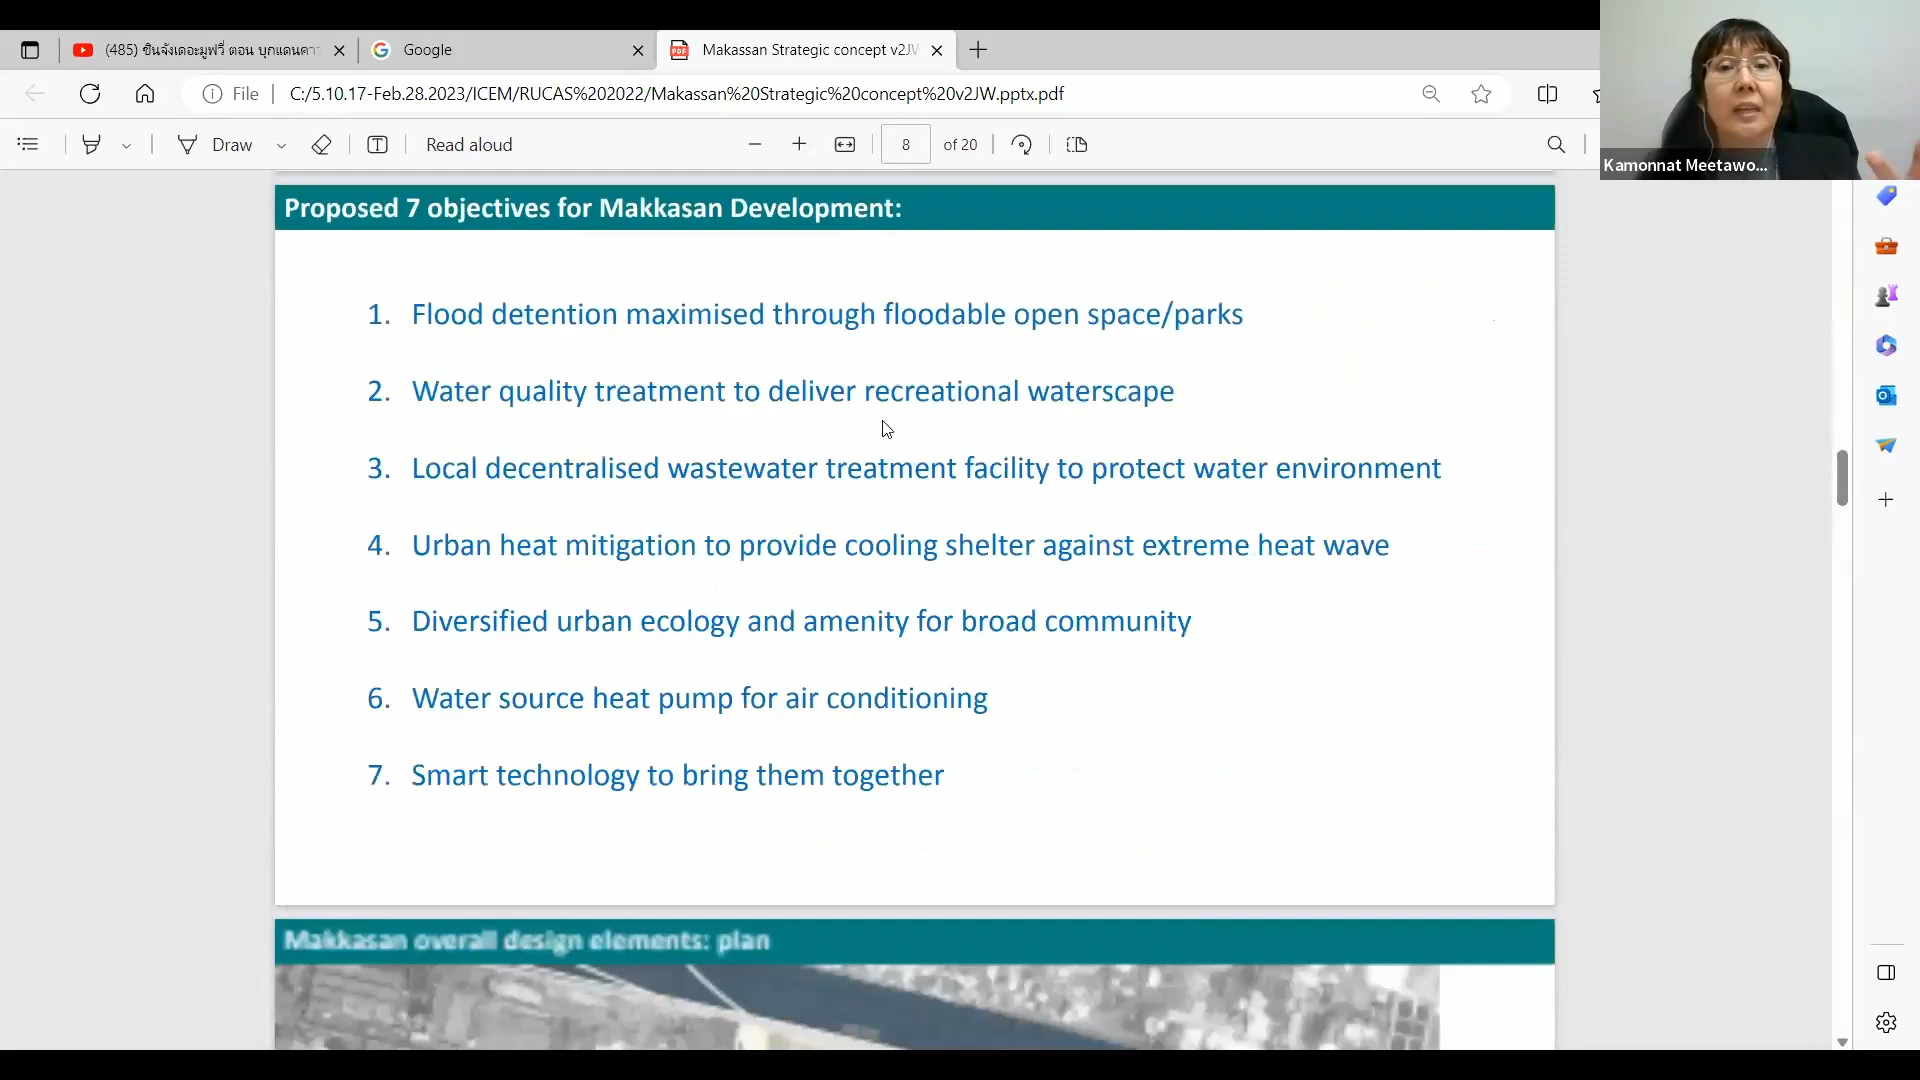 (485) ชินจังเดอะมูฟวี่ ตอน บุกแดนคาว
Google
Makassan Strategic concept v2JW
File
C:/5.10.17-Feb.28.2023/ICEM/RUCAS%202022/Makassan%20Strategic%20concept%20v2JW.pptx.pdf
Draw
Read aloud
8 of 20
Kamonnat Meetawo...
Proposed 7 objectives for Makkasan Development:
1. Flood detention maximised through floodable open space/parks
2. Water quality treatment to deliver recreational waterscape
3. Local decentralised wastewater treatment facility to protect water environment
4. Urban heat mitigation to provide cooling shelter against extreme heat wave
5. Diversified urban ecology and amenity for broad community
6. Water source heat pump for air conditioning
7. Smart technology to bring them together
Makkasan overall design elements: plan